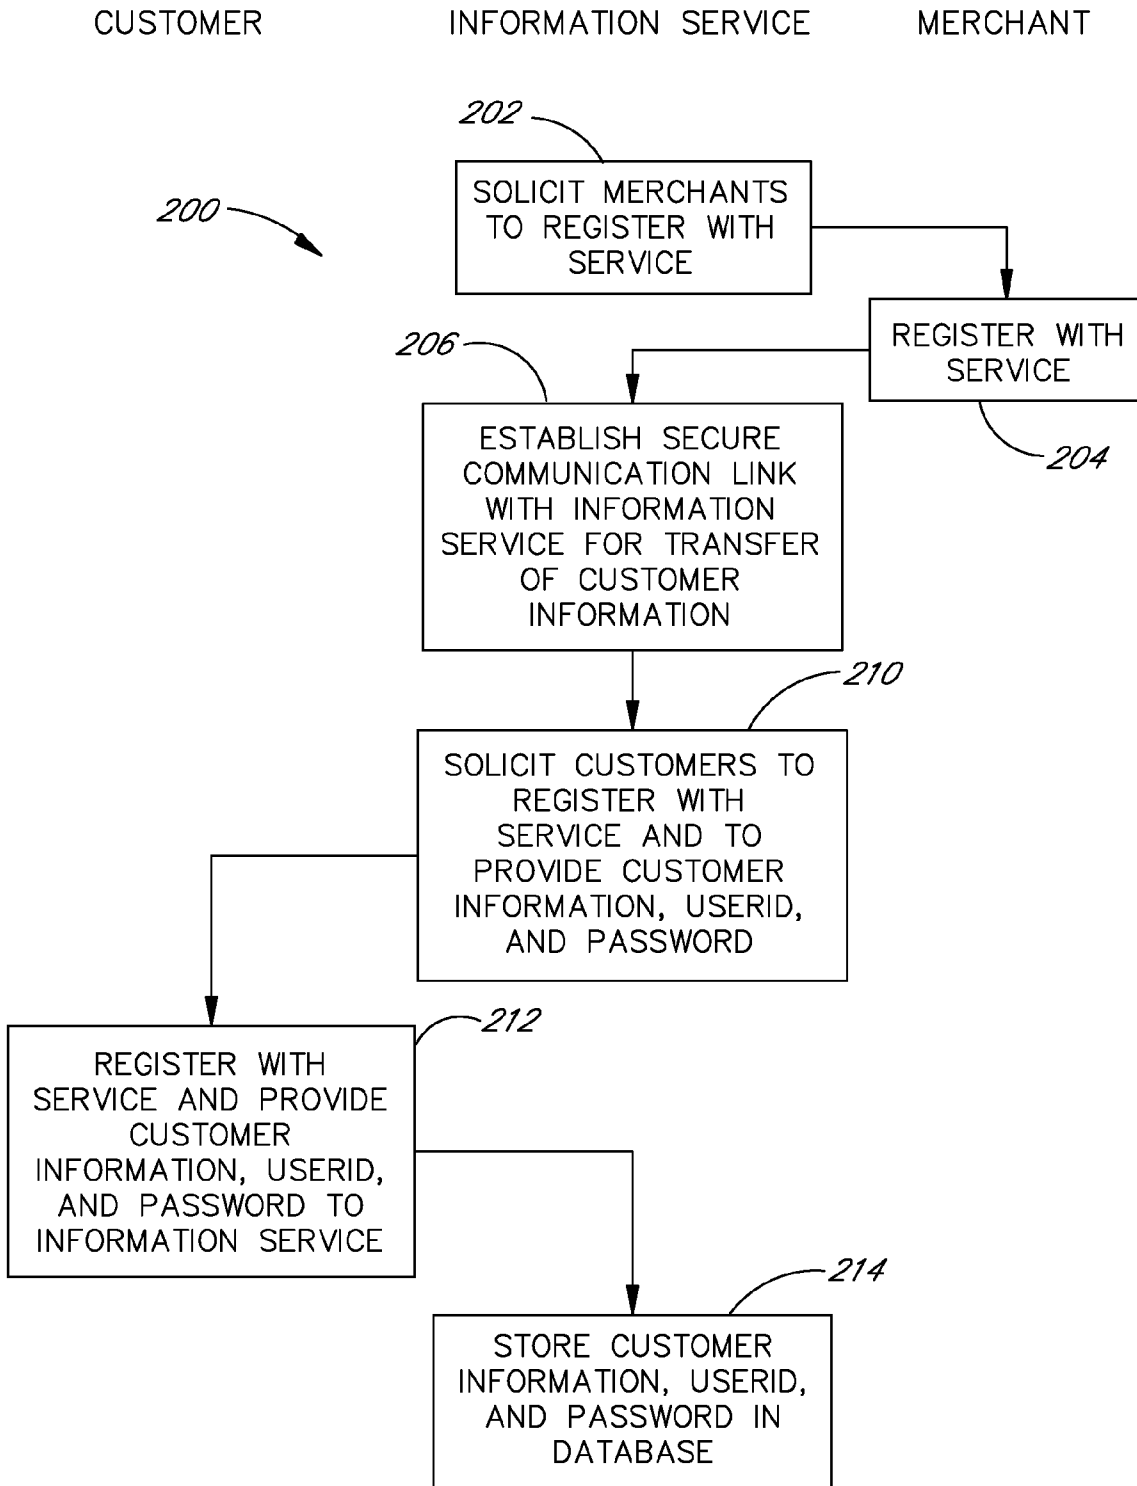 CUSTOMER
INFORMATION SERVICE
MERCHANT
202
SOLICIT MERCHANTS
TO REGISTER WITH
SERVICE
200
REGISTER WITH
SERVICE
204
206
ESTABLISH SECURE
COMMUNICATION LINK
WITH INFORMATION
SERVICE FOR TRANSFER
OF CUSTOMER
INFORMATION
210
SOLICIT CUSTOMERS TO
REGISTER WITH
SERVICE AND TO
PROVIDE CUSTOMER
INFORMATION, USERID,
AND PASSWORD
212
REGISTER WITH
SERVICE AND PROVIDE
CUSTOMER
INFORMATION, USERID,
AND PASSWORD TO
INFORMATION SERVICE
214
STORE CUSTOMER
INFORMATION, USERID,
AND PASSWORD IN
DATABASE